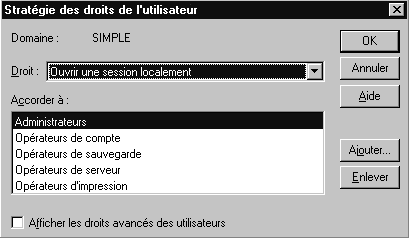 Stratégie des droits de l'utilisateur
Domaine : SIMPLE
OK
Droit : Ouvrir une session localement
Annuler
Aide
Accorder à :
Administrateurs
Opérateurs de compte
Opérateurs de sauvegarde
Opérateurs de serveur
Opérateurs d'impression
Ajouter...
Enlever
Afficher les droits avancés des utilisateurs